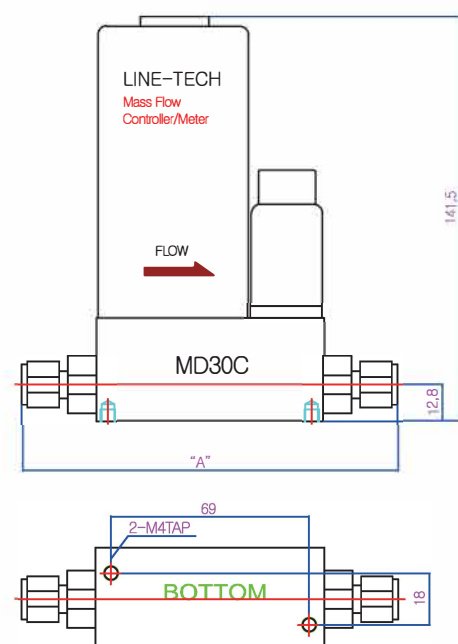 LINE-TECH
Mass Flow
Controller/Meter
141,5
FLOW
MD30C
12,8
"A"
69
2-M4TAP
BOTTOM
18